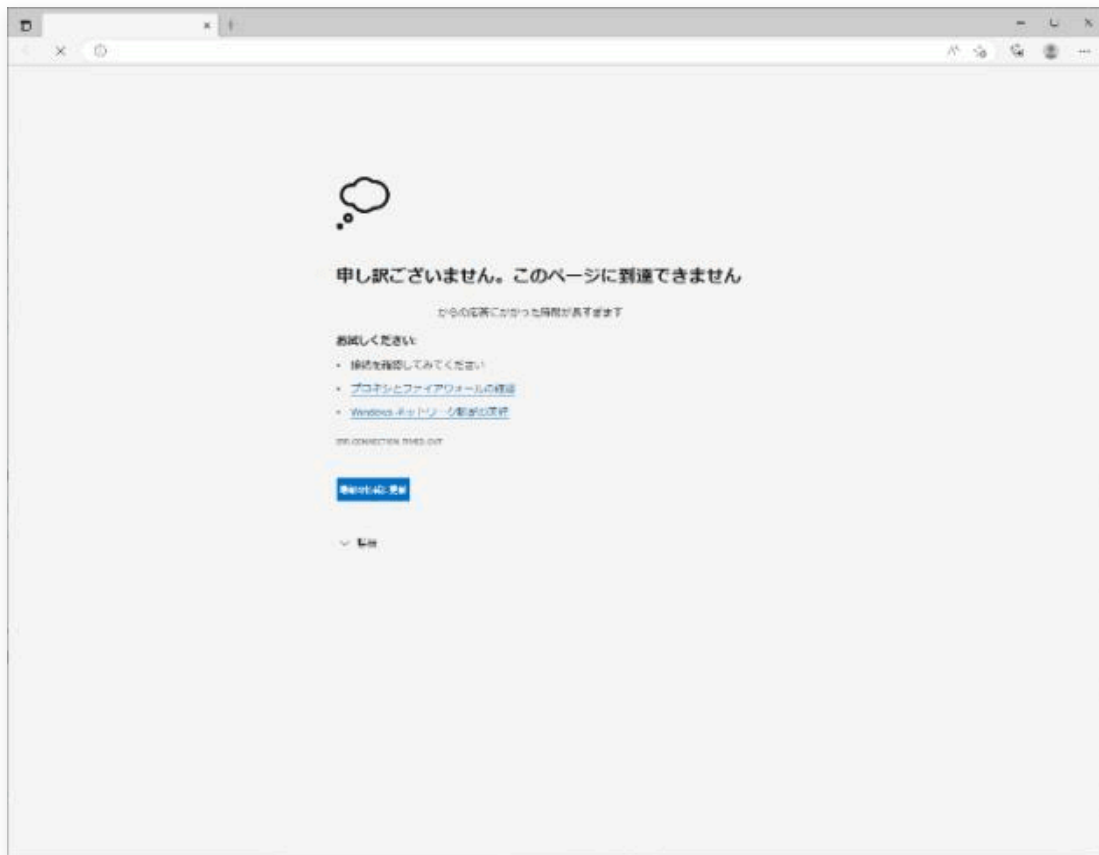 申し訳ございません。このページに到達できません
からの応答にかかった時間が長すぎます
お試しください:
• 接続を確認してみてください
• プロキシとファイアウォールの確認
• Windows ネットワーク診断の実行
ERR_CONNECTION_TIMED_OUT